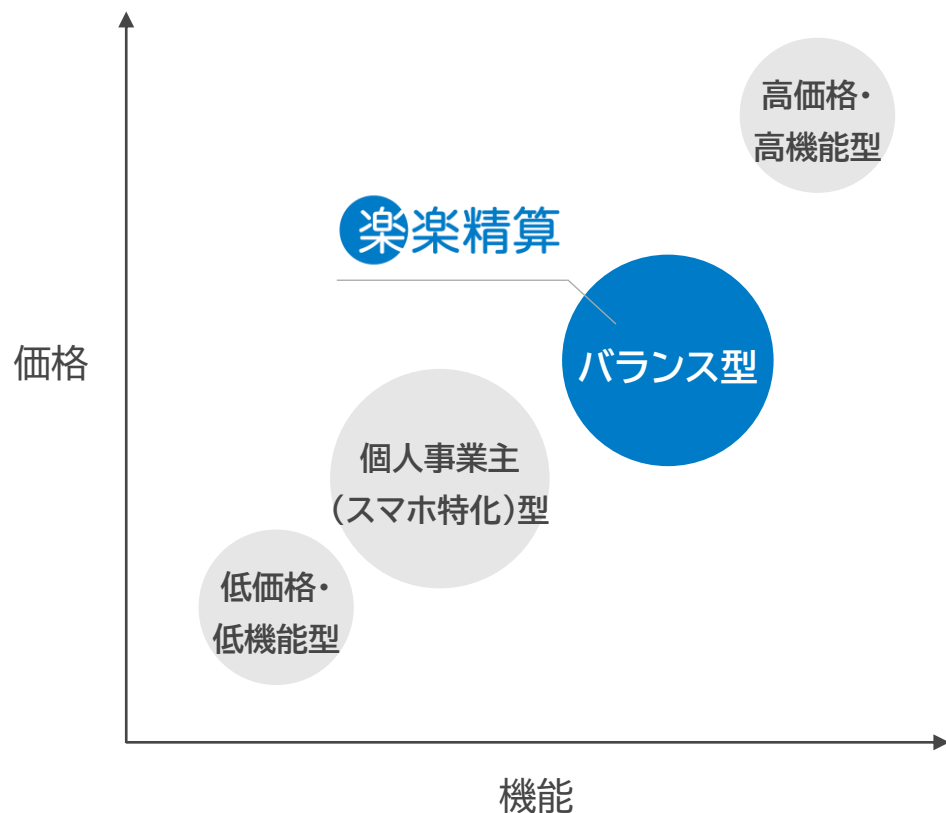 高価格・
高機能型
楽楽精算
バランス型
価格
個人事業主
（スマホ特化）型
低価格・
低機能型
機能